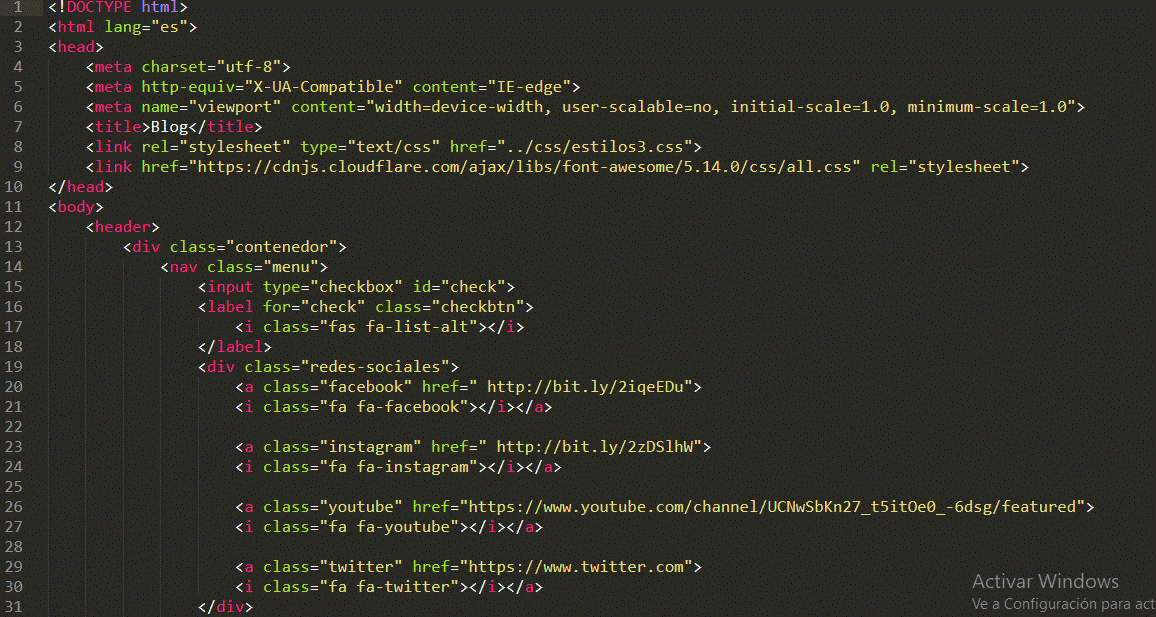 1 <!DOCTYPE html>
2 <html lang="es">
3 <head>
4     <meta charset="utf-8">
5     <meta http-equiv="X-UA-Compatible" content="IE-edge">
6     <meta name="viewport" content="width=device-width, user-scalable=no, initial-scale=1.0, minimum-scale=1.0">
7     <title>Blog</title>
8     <link rel="stylesheet" type="text/css" href="../css/estilos3.css">
9     <link href="https://cdnjs.cloudflare.com/ajax/libs/font-awesome/5.14.0/css/all.css" rel="stylesheet">
10 </head>
11 <body>
12     <header>
13         <div class="contenedor">
14             <nav class="menu">
15                 <input type="checkbox" id="check">
16                 <label for="check" class="checkbtn">
17                     <i class="fas fa-list-alt"></i>
18                 </label>
19                 <div class="redes-sociales">
20                     <a class="facebook" href=" http://bit.ly/2iqeEDu">
21                     <i class="fa fa-facebook"></i></a>
22
23                     <a class="instagram" href=" http://bit.ly/2zDSlhW">
24                     <i class="fa fa-instagram"></i></a>
25
26                     <a class="youtube" href="https://www.youtube.com/channel/UCNwSbKn27_t5itOe0_-6dsg/featured">
27                     <i class="fa fa-youtube"></i></a>
28
29                     <a class="twitter" href="https://www.twitter.com">
30                     <i class="fa fa-twitter"></i></a>
31                 </div>
Activar Windows
Ve a Configuración para act